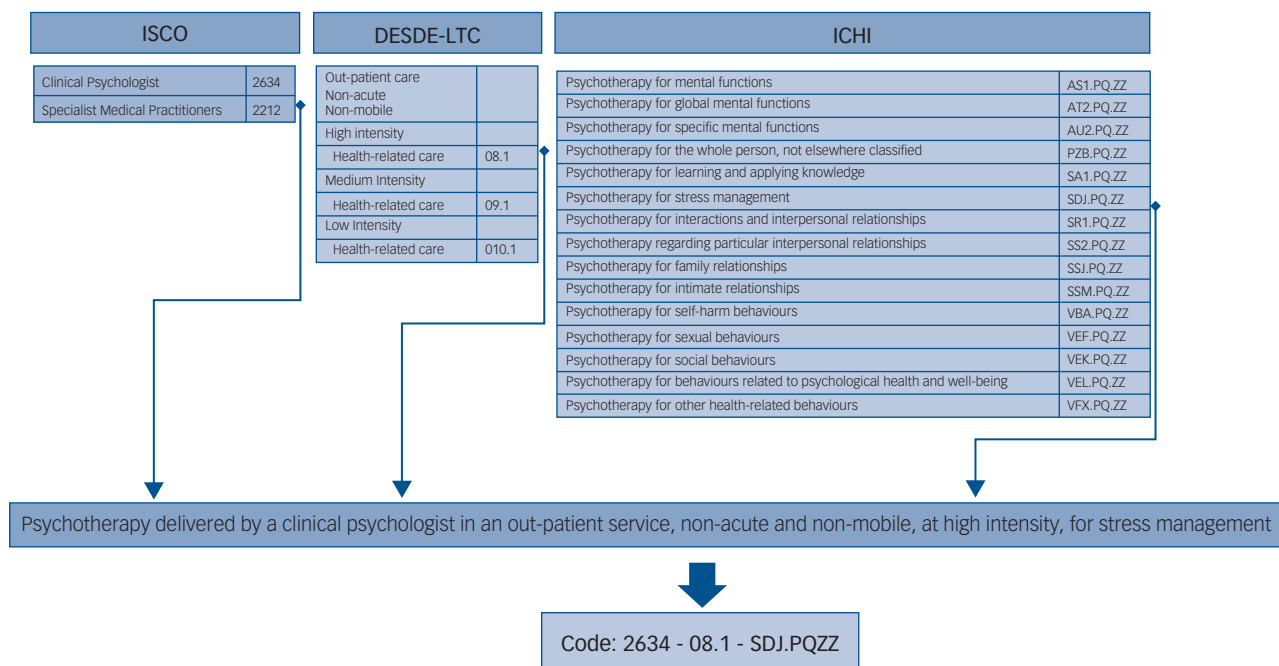 ISCO
DESDE-LTC
ICHI
Clinical Psychologist 2634
Specialist Medical Practitioners 2212
Out-patient care
Non-acute
Non-mobile
High intensity
Health-related care 08.1
Medium Intensity
Health-related care 09.1
Low Intensity
Health-related care 010.1
Psychotherapy for mental functions AS1.PQ.ZZ
Psychotherapy for global mental functions AT2.PQ.ZZ
Psychotherapy for specific mental functions AU2.PQ.ZZ
Psychotherapy for the whole person, not elsewhere classified PZB.PQ.ZZ
Psychotherapy for learning and applying knowledge SA1.PQ.ZZ
Psychotherapy for stress management SDJ.PQ.ZZ
Psychotherapy for interactions and interpersonal relationships SR1.PQ.ZZ
Psychotherapy regarding particular interpersonal relationships SS2.PQ.ZZ
Psychotherapy for family relationships SSJ.PQ.ZZ
Psychotherapy for intimate relationships SSM.PQ.ZZ
Psychotherapy for self-harm behaviours VBA.PQ.ZZ
Psychotherapy for sexual behaviours VEF.PQ.ZZ
Psychotherapy for social behaviours VEK.PQ.ZZ
Psychotherapy for behaviours related to psychological health and well-being VEL.PQ.ZZ
Psychotherapy for other health-related behaviours VFX.PQ.ZZ
Psychotherapy delivered by a clinical psychologist in an out-patient service, non-acute and non-mobile, at high intensity, for stress management
Code: 2634 - 08.1 - SDJ.PQZZ